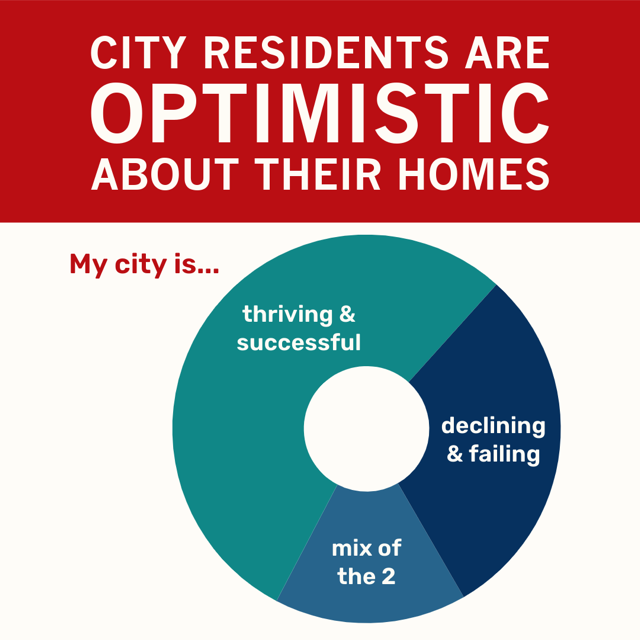 CITY RESIDENTS ARE
OPTIMISTIC
ABOUT THEIR HOMES
My city is...
thriving &
successful
declining
& failing
mix of
the 2